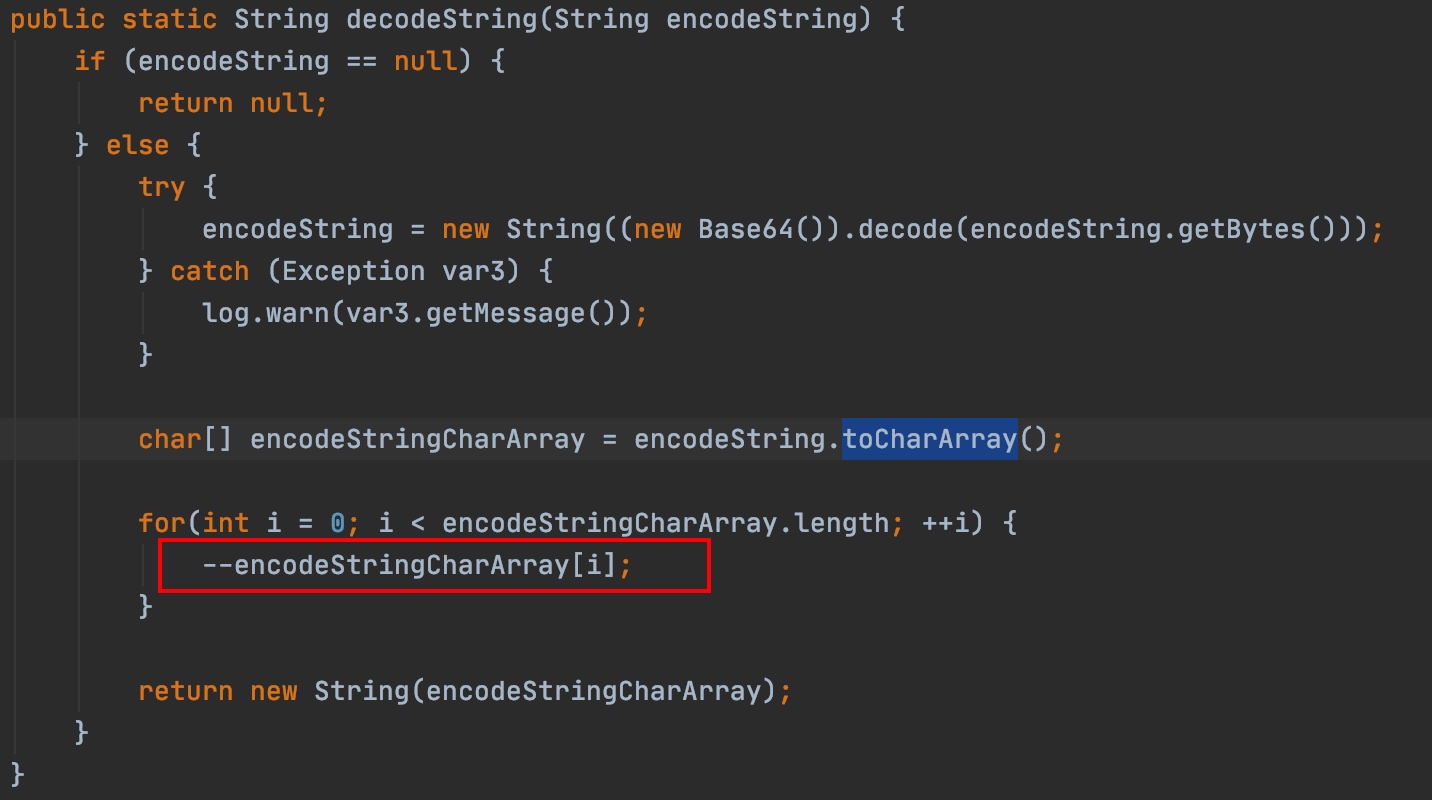 public static String decodeString(String encodeString) {
    if (encodeString == null) {
        return null;
    } else {
        try {
            encodeString = new String((new Base64()).decode(encodeString.getBytes()));
        } catch (Exception var3) {
            log.warn(var3.getMessage());
        }

        char[] encodeStringCharArray = encodeString.toCharArray();

        for(int i = 0; i < encodeStringCharArray.length; ++i) {
            --encodeStringCharArray[i];
        }

        return new String(encodeStringCharArray);
    }
}